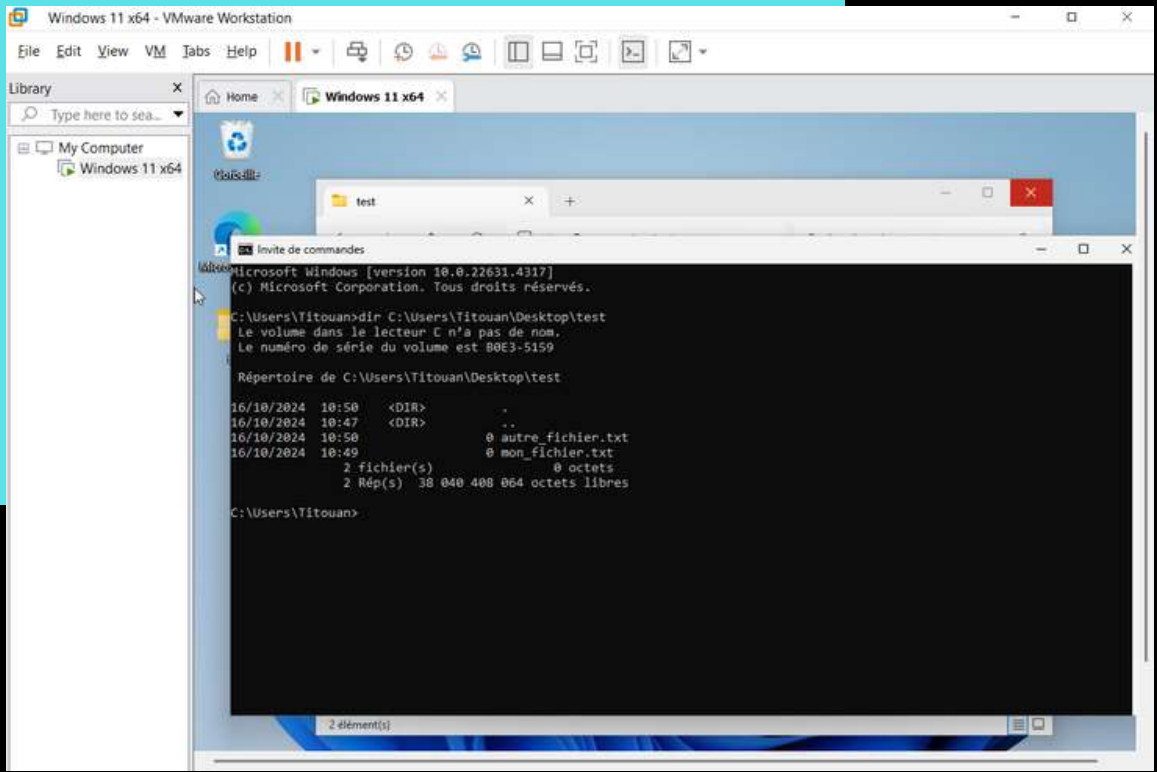 Windows 11 x64 - VMware Workstation
File Edit View VM Tabs Help
Library
Home
Windows 11 x64
Type here to sea...
My Computer
Windows 11 x64
Corbeille
test
Invite de commandes
Microsoft Windows [version 10.0.22631.4317]
(c) Microsoft Corporation. Tous droits réservés.
C:\Users\Titouan>dir C:\Users\Titouan\Desktop\test
Le volume dans le lecteur C n'a pas de nom.
Le numéro de série du volume est B0E3-5159
Répertoire de C:\Users\Titouan\Desktop\test
16/10/2024 10:50 <DIR> .
16/10/2024 10:47 <DIR> ..
16/10/2024 10:50 0 autre_fichier.txt
16/10/2024 10:49 0 mon_fichier.txt
2 fichier(s) 0 octets
2 Rép(s) 38 040 408 064 octets libres
C:\Users\Titouan>
2 élément(s)